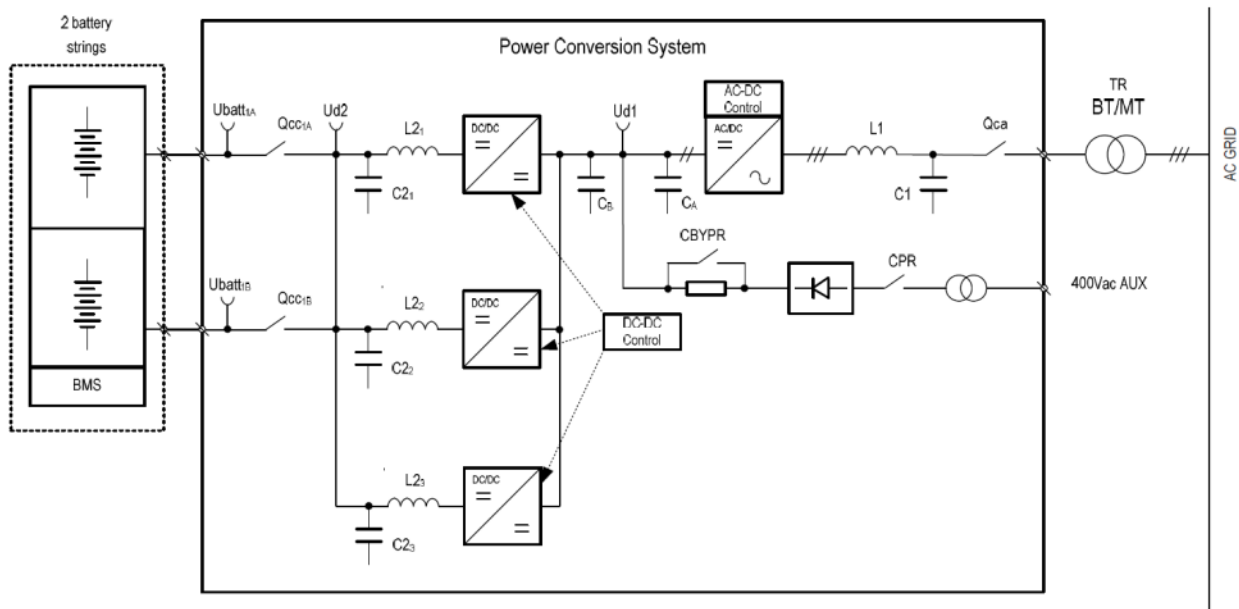 2 battery
strings
Power Conversion System
Ubatt1A
Qcc1A
Ud2
L21
DC/DC
C21
Ud1
CB
CA
AC-DC
Control
AC/DC
L1
C1
Qca
TR
BT/MT
AC GRID
CBYPR
CPR
400Vac AUX
Ubatt1B
Qcc1B
L22
DC/DC
C22
DC-DC
Control
BMS
L23
DC/DC
C23